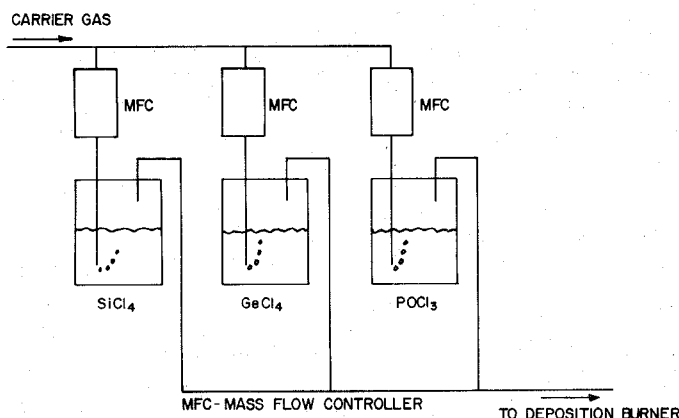 CARRIER GAS
MFC
MFC
MFC
SiCl4
GeCl4
POCl3
MFC-MASS FLOW CONTROLLER
TO DEPOSITION BURNER